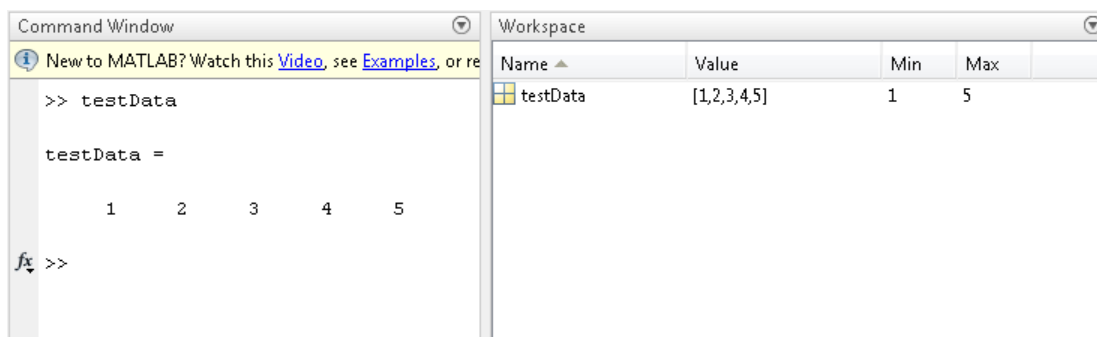 Command Window
New to MATLAB? Watch this Video, see Examples, or re
>> testData
testData =
1 2 3 4 5
fx >>
Workspace
Name Value Min Max
testData [1,2,3,4,5] 1 5